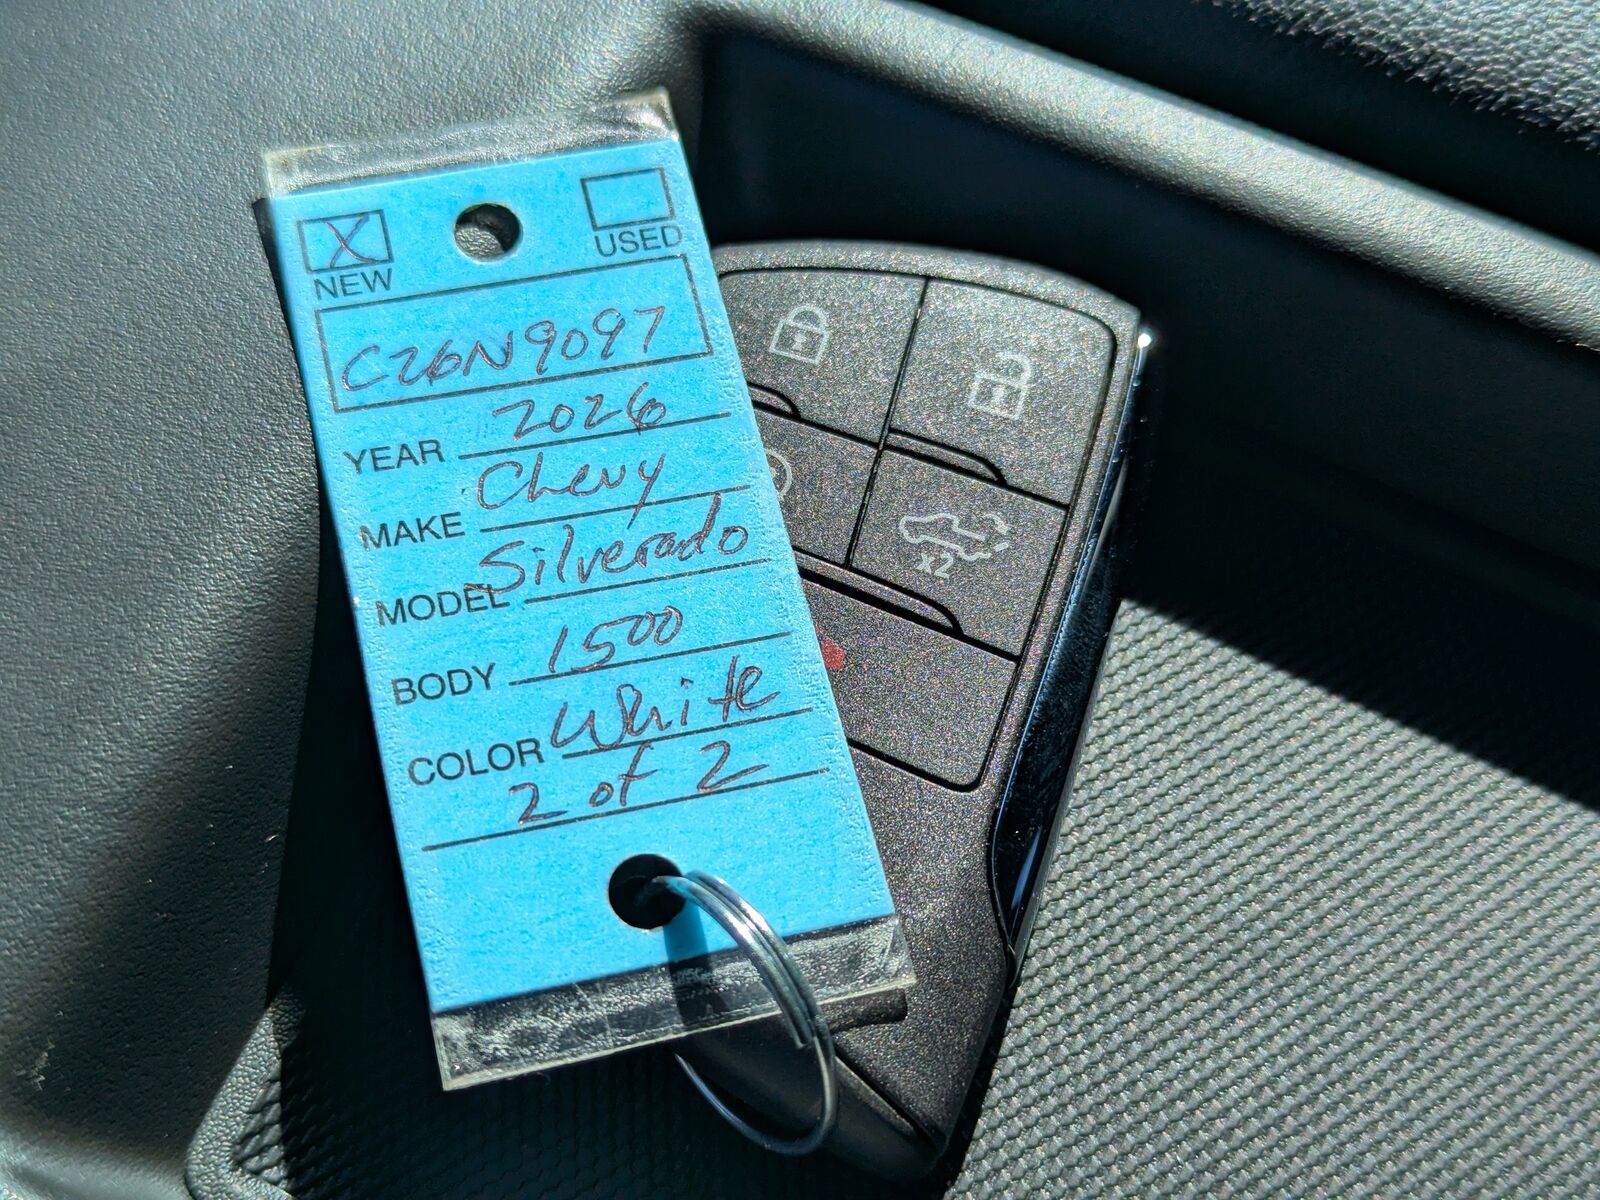 X
NEW
USED
C26N9097
YEAR 2026
MAKE Chevy
MODEL Silverado
BODY 1500
COLOR White
2 of 2
x2